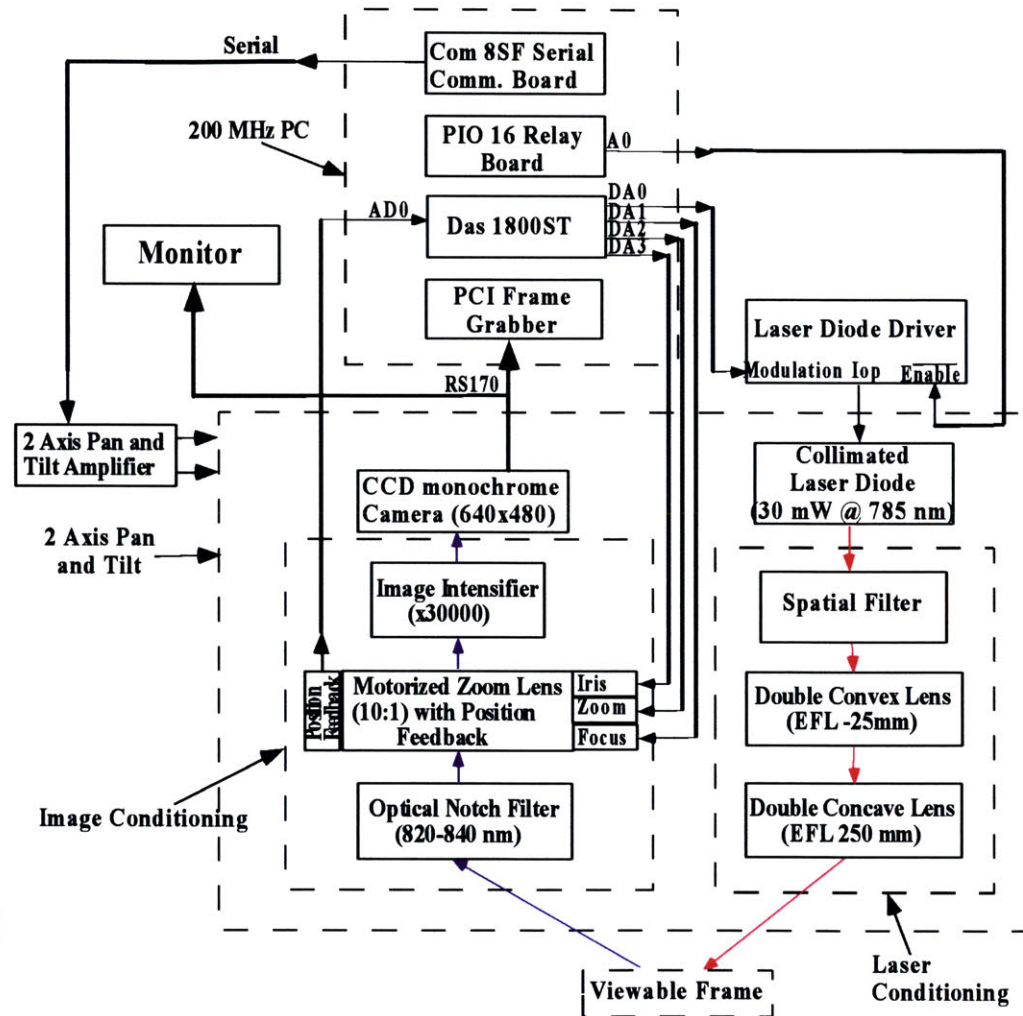 Serial
Com 8SF Serial
Comm. Board
200 MHz PC
PIO 16 Relay
Board
A0
AD0
Das 1800ST
DA0
DA1
DA2
DA3
Monitor
PCI Frame
Grabber
RS170
Laser Diode Driver
Modulation Iop
Enable
2 Axis Pan and
Tilt Amplifier
CCD monochrome
Camera (640x480)
Collimated
Laser Diode
(30 mW @ 785 nm)
2 Axis Pan
and Tilt
Image Intensifier
(x30000)
Spatial Filter
Position
Feedback
Motorized Zoom Lens
(10:1) with Position
Feedback
Iris
Zoom
Focus
Double Convex Lens
(EFL -25mm)
Image Conditioning
Optical Notch Filter
(820-840 nm)
Double Concave Lens
(EFL 250 mm)
Laser
Conditioning
Viewable Frame